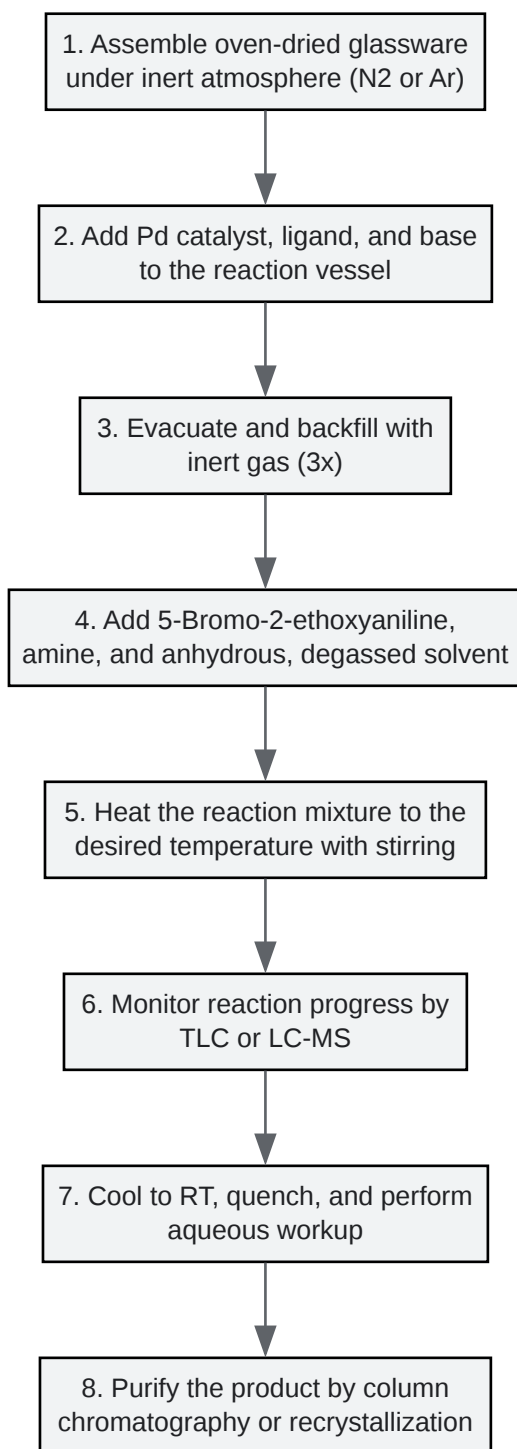 1. Assemble oven-dried glassware
under inert atmosphere (N2 or Ar)
2. Add Pd catalyst, ligand, and base
to the reaction vessel
3. Evacuate and backfill with
inert gas (3x)
4. Add 5-Bromo-2-ethoxyaniline,
amine, and anhydrous, degassed solvent
5. Heat the reaction mixture to the
desired temperature with stirring
6. Monitor reaction progress by
TLC or LC-MS
7. Cool to RT, quench, and perform
aqueous workup
8. Purify the product by column
chromatography or recrystallization